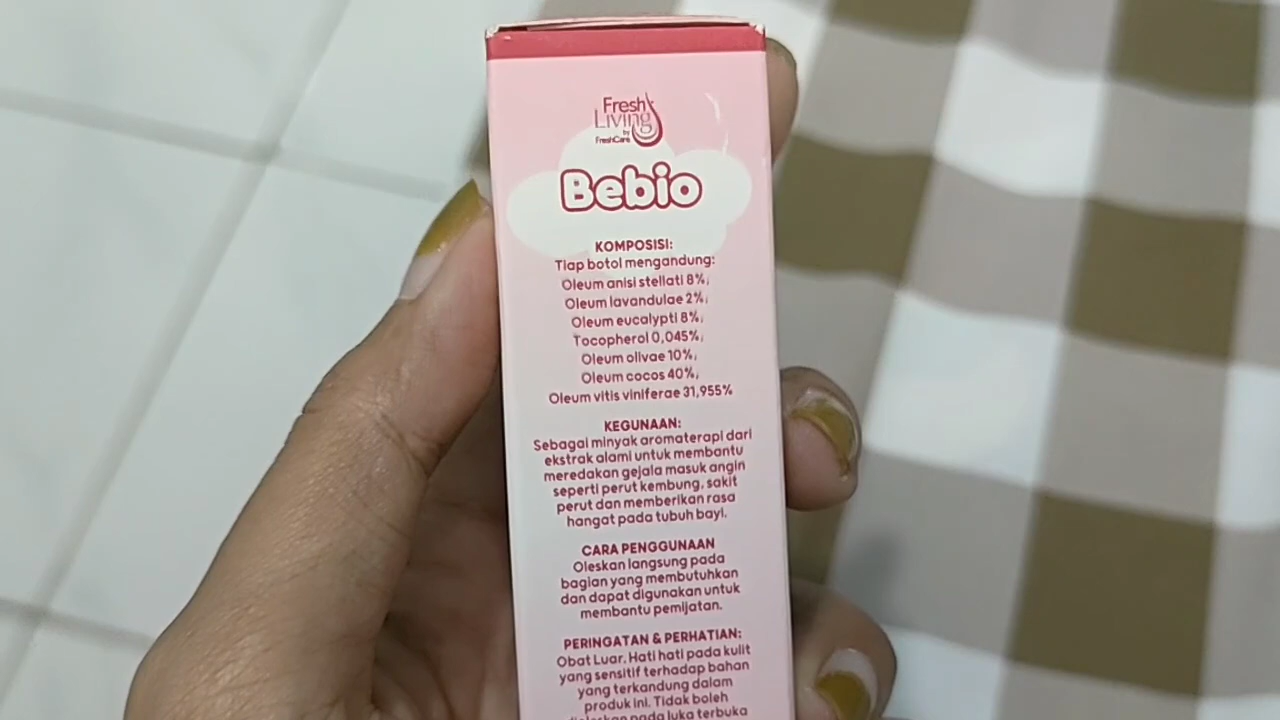 Fresh
Living
by
FreshCare
Bebio
KOMPOSISI:
Tiap botol mengandung:
Oleum anisi stellati 8%;
Oleum lavandulae 2%;
Oleum eucalypti 8%;
Tocopherol 0,045%;
Oleum olivae 10%;
Oleum cocos 40%;
Oleum vitis viniferae 31,955%
KEGUNAAN:
Sebagai minyak aromaterapi dari
ekstrak alami untuk membantu
meredakan gejala masuk angin
seperti perut kembung, sakit
perut dan memberikan rasa
hangat pada tubuh bayi.
CARA PENGGUNAAN
Oleskan langsung pada
bagian yang membutuhkan
dan dapat digunakan untuk
membantu pemijatan.
PERINGATAN & PERHATIAN:
Obat Luar. Hati hati pada kulit
yang sensitif terhadap bahan
yang terkandung dalam
produk ini. Tidak boleh
dioleskan pada luka terbuka